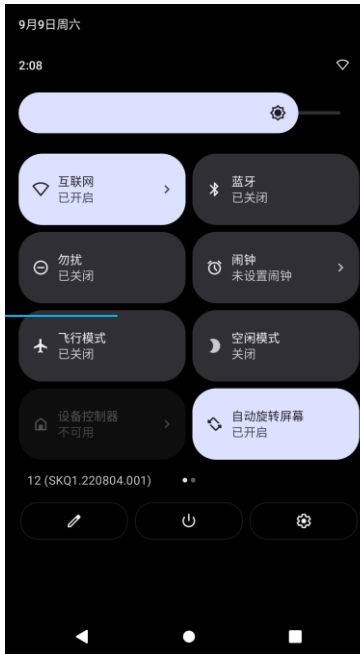 9月9日周六
2:08
互联网
已开启
蓝牙
已关闭
勿扰
已关闭
闹钟
未设置闹钟
飞行模式
已关闭
空闲模式
关闭
设备控制器
不可用
自动旋转屏幕
已开启
12 (SKQ1.220804.001)